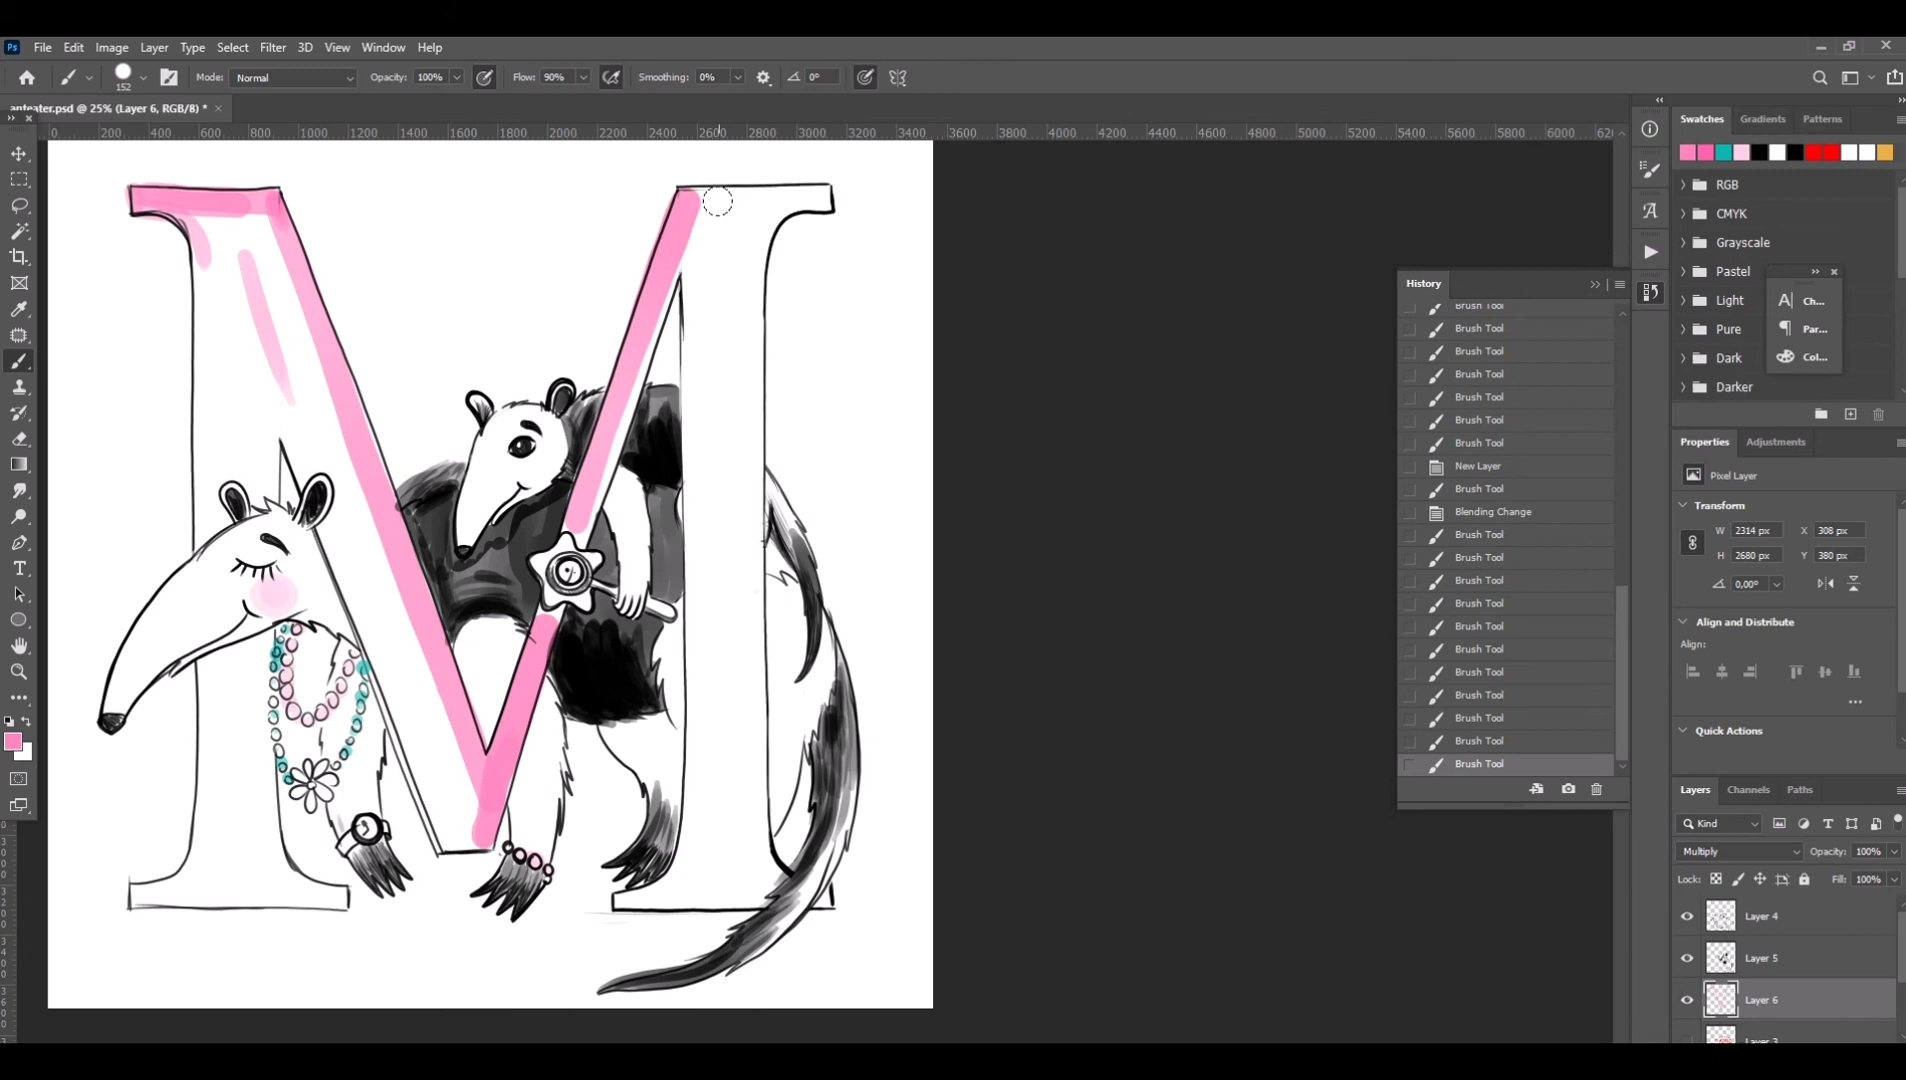 Ps File Edit Image Layer Type Select Filter 3D View Window Help
152 Mode: Normal Opacity: 100% Flow: 90% Smoothing: 0% 0°
anteater.psd @ 25% (Layer 6, RGB/8) *
0 200 400 600 800 1000 1200 1400 1600 1800 2000 2200 2400 2600 2800 3000 3200 3400 3600 3800 4000 4200 4400 4600 4800 5000 5200 5400 5600 5800 6000
M
Swatches Gradients Patterns
RGB
CMYK
Grayscale
Pastel
Light
Pure
Dark
Darker
Ch...
Par...
Col...
History
Brush Tool
Brush Tool
Brush Tool
Brush Tool
Brush Tool
Brush Tool
Brush Tool
New Layer
Brush Tool
Blending Change
Brush Tool
Brush Tool
Brush Tool
Brush Tool
Brush Tool
Brush Tool
Brush Tool
Brush Tool
Brush Tool
Brush Tool
Brush Tool
Properties Adjustments
Pixel Layer
Transform
W 2314 px X 308 px
H 2680 px Y 380 px
0,00°
Align and Distribute
Align:
...
Quick Actions
Layers Channels Paths
Kind
Multiply Opacity: 100%
Lock: Fill: 100%
Layer 4
Layer 5
Layer 6
Layer 3